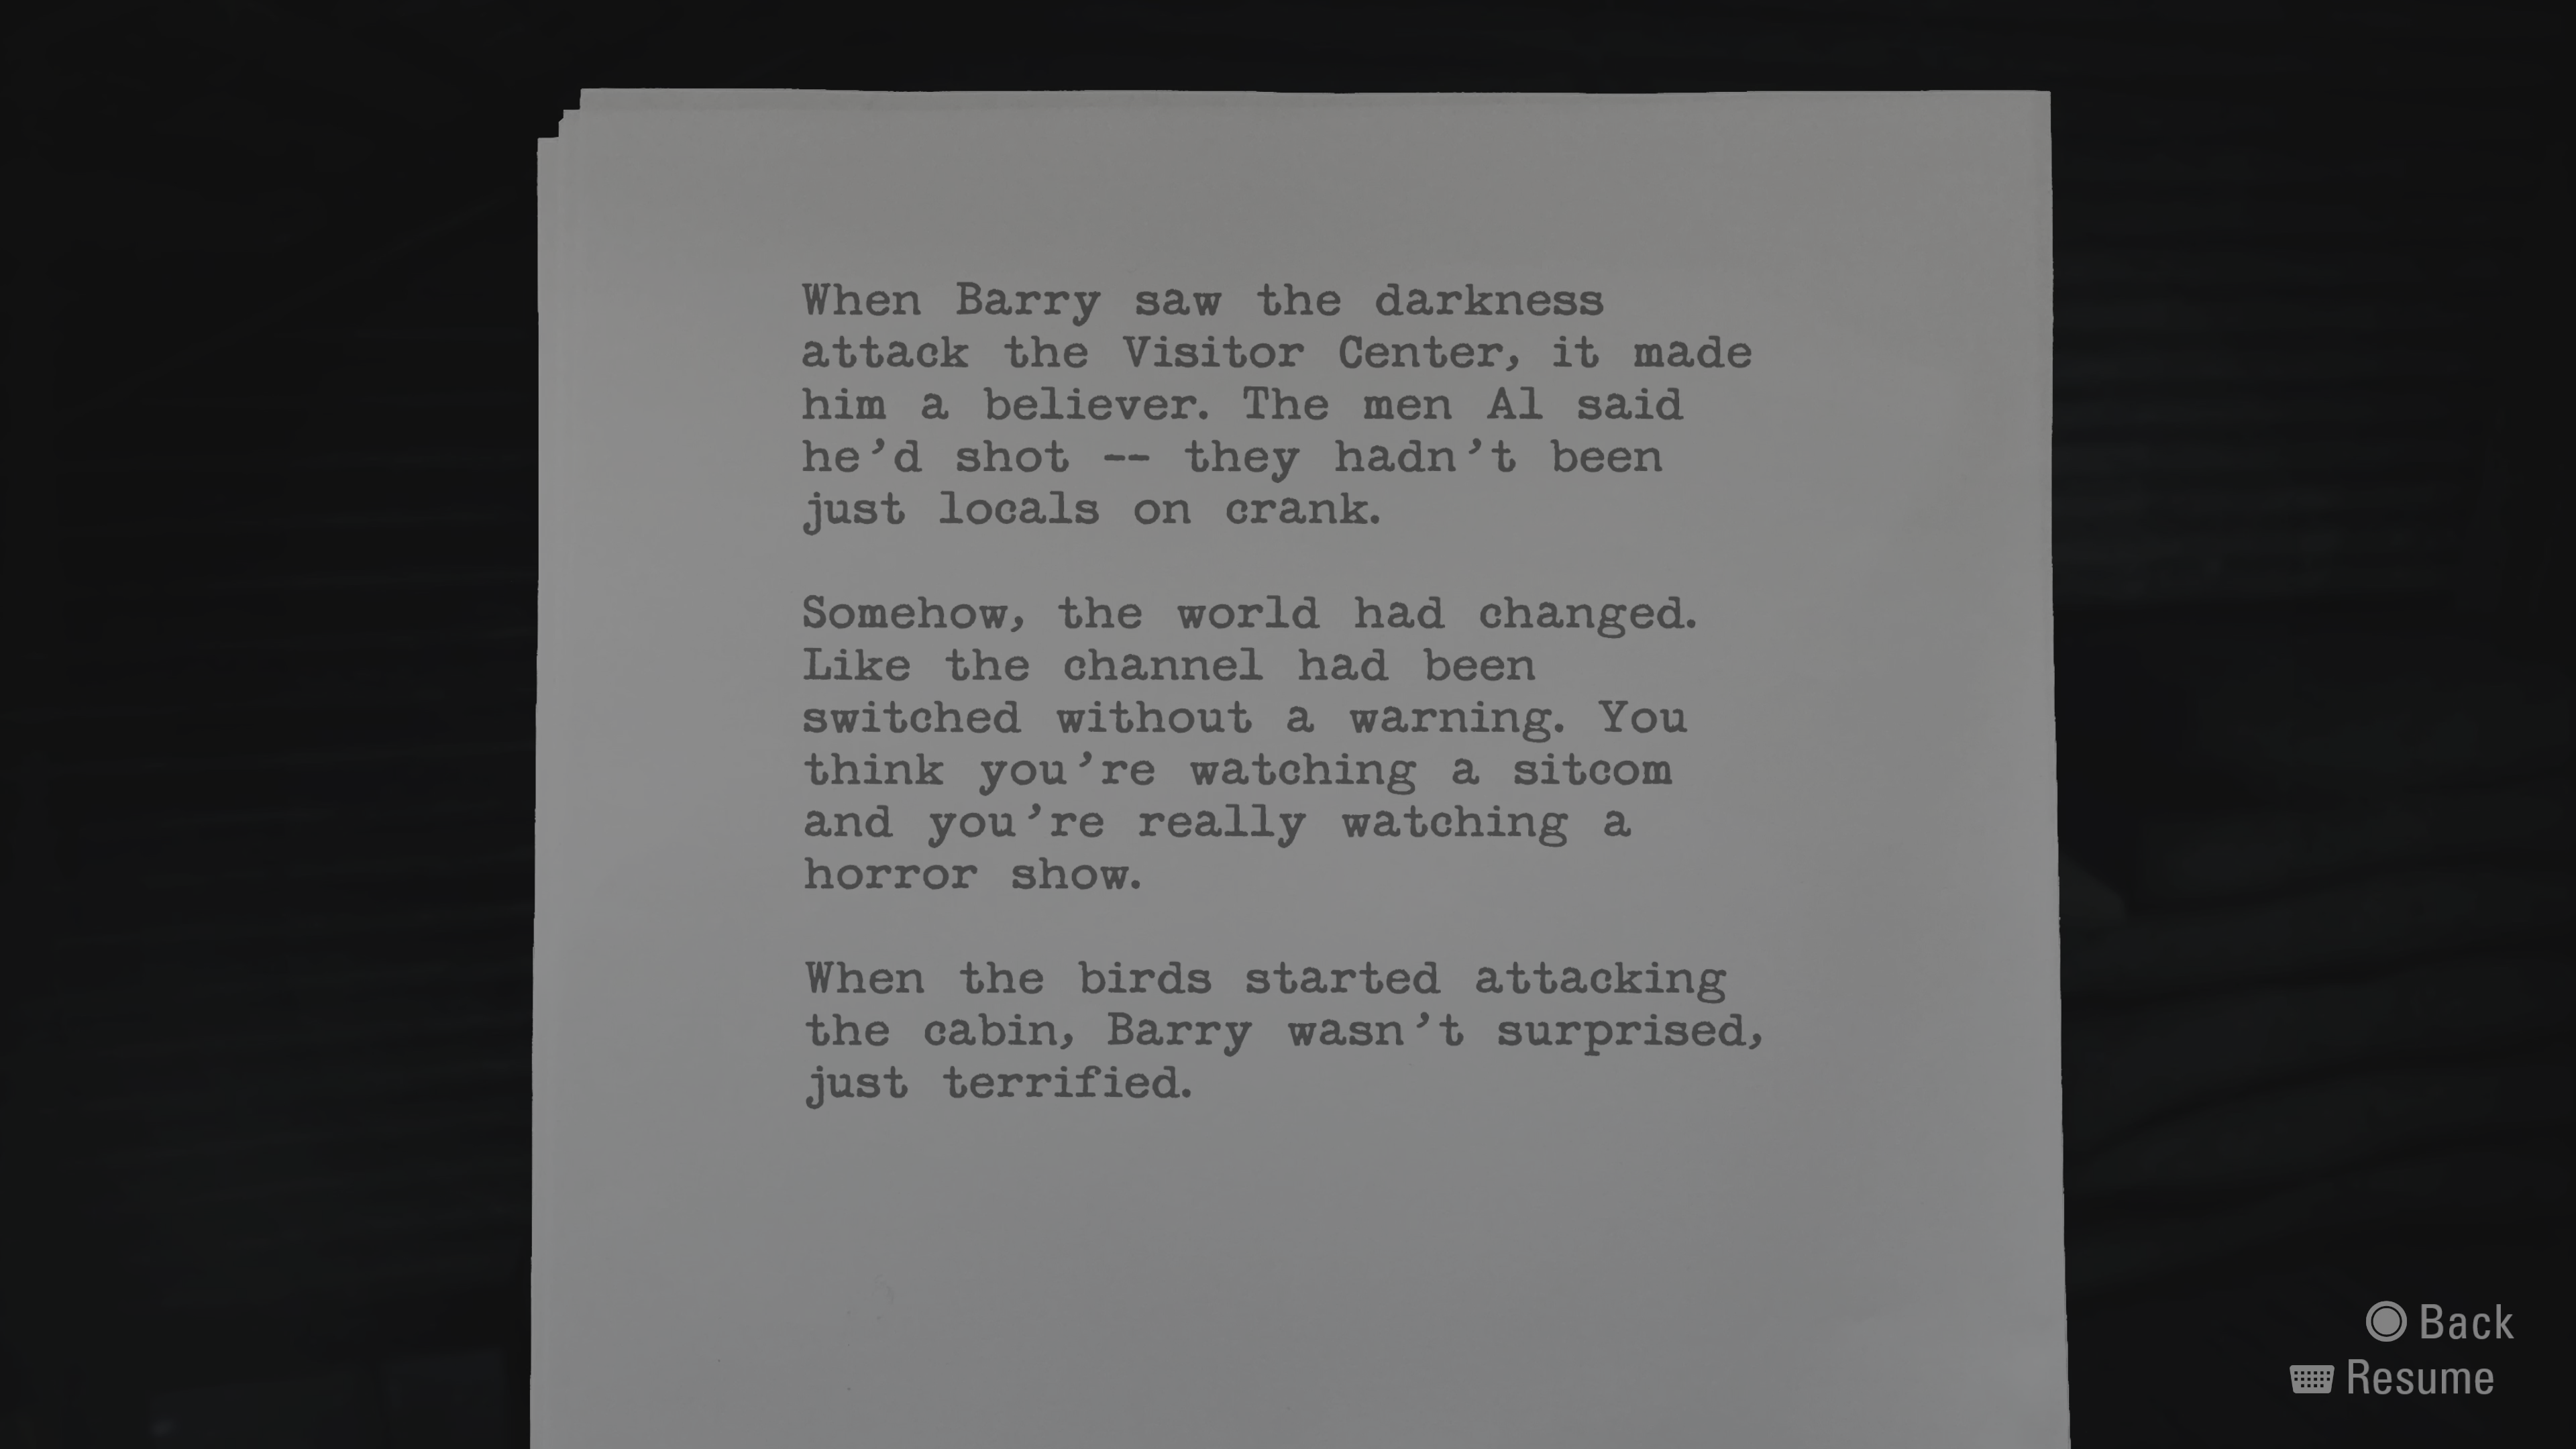 When Barry saw the darkness
attack the Visitor Center, it made
him a believer. The men Al said
he’d shot -- they hadn’t been
just locals on crank.
Somehow, the world had changed.
Like the channel had been
switched without a warning. You
think you’re watching a sitcom
and you’re really watching a
horror show.
When the birds started attacking
the cabin, Barry wasn’t surprised,
just terrified.
Back
Resume